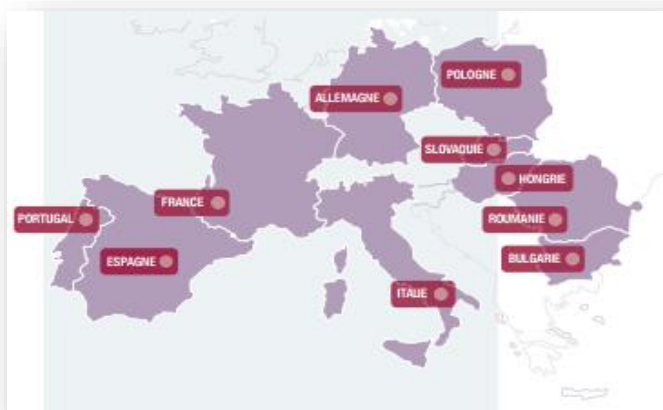 POLOGNE
ALLEMAGNE
SLOVAQUIE
HONGRIE
FRANCE
PORTUGAL
ROUMANIE
ESPAGNE
BULGARIE
ITALIE